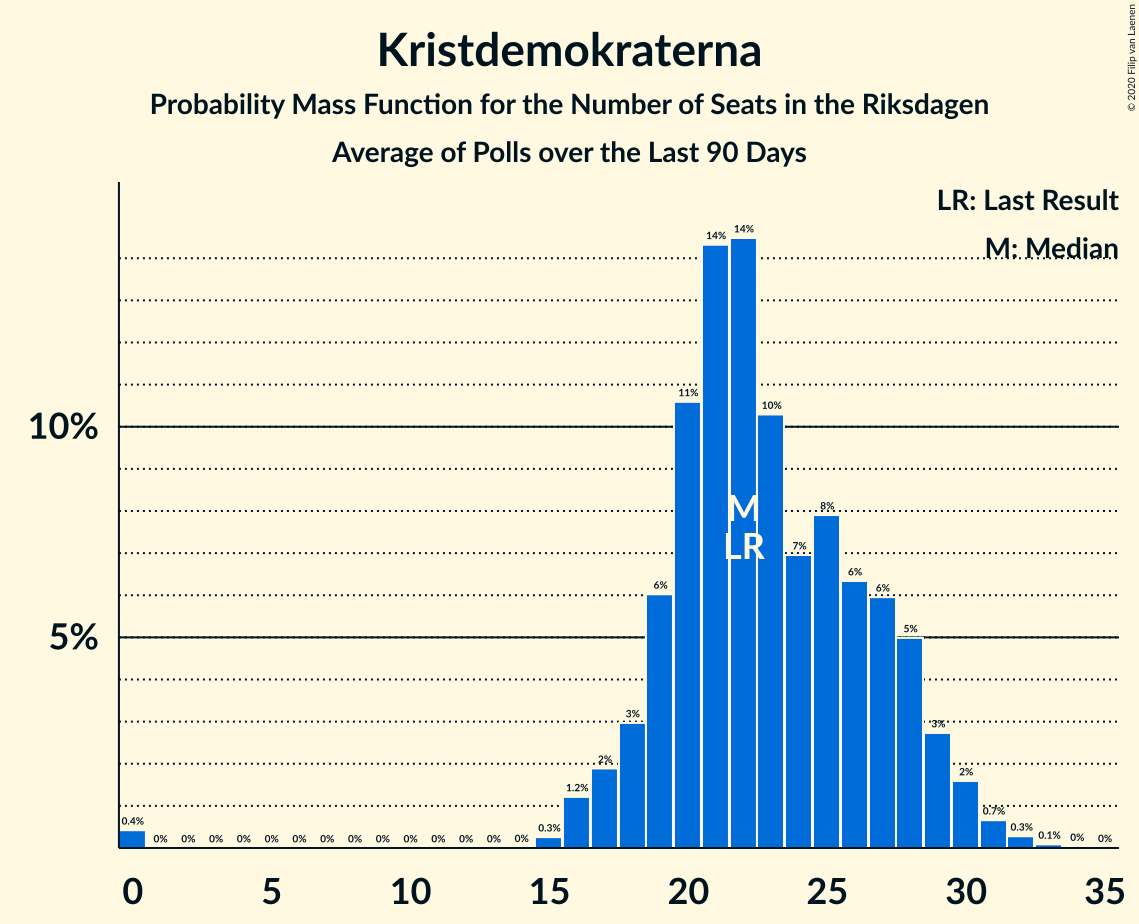 Kristdemokraterna
Probability Mass Function for the Number of Seats in the Riksdagen
Average of Polls over the Last 90 Days
© 2020 Filip van Laenen
LR: Last Result
M: Median
10%
5%
0.4% 0% 0% 0% 0% 0% 0% 0% 0% 0% 0% 0% 0% 0% 0% 0.3% 1.2% 2% 3% 6% 11% 14% 14% 10% 7% 8% 6% 6% 5% 3% 2% 0.7% 0.3% 0.1% 0% 0%
M
LR
0 5 10 15 20 25 30 35